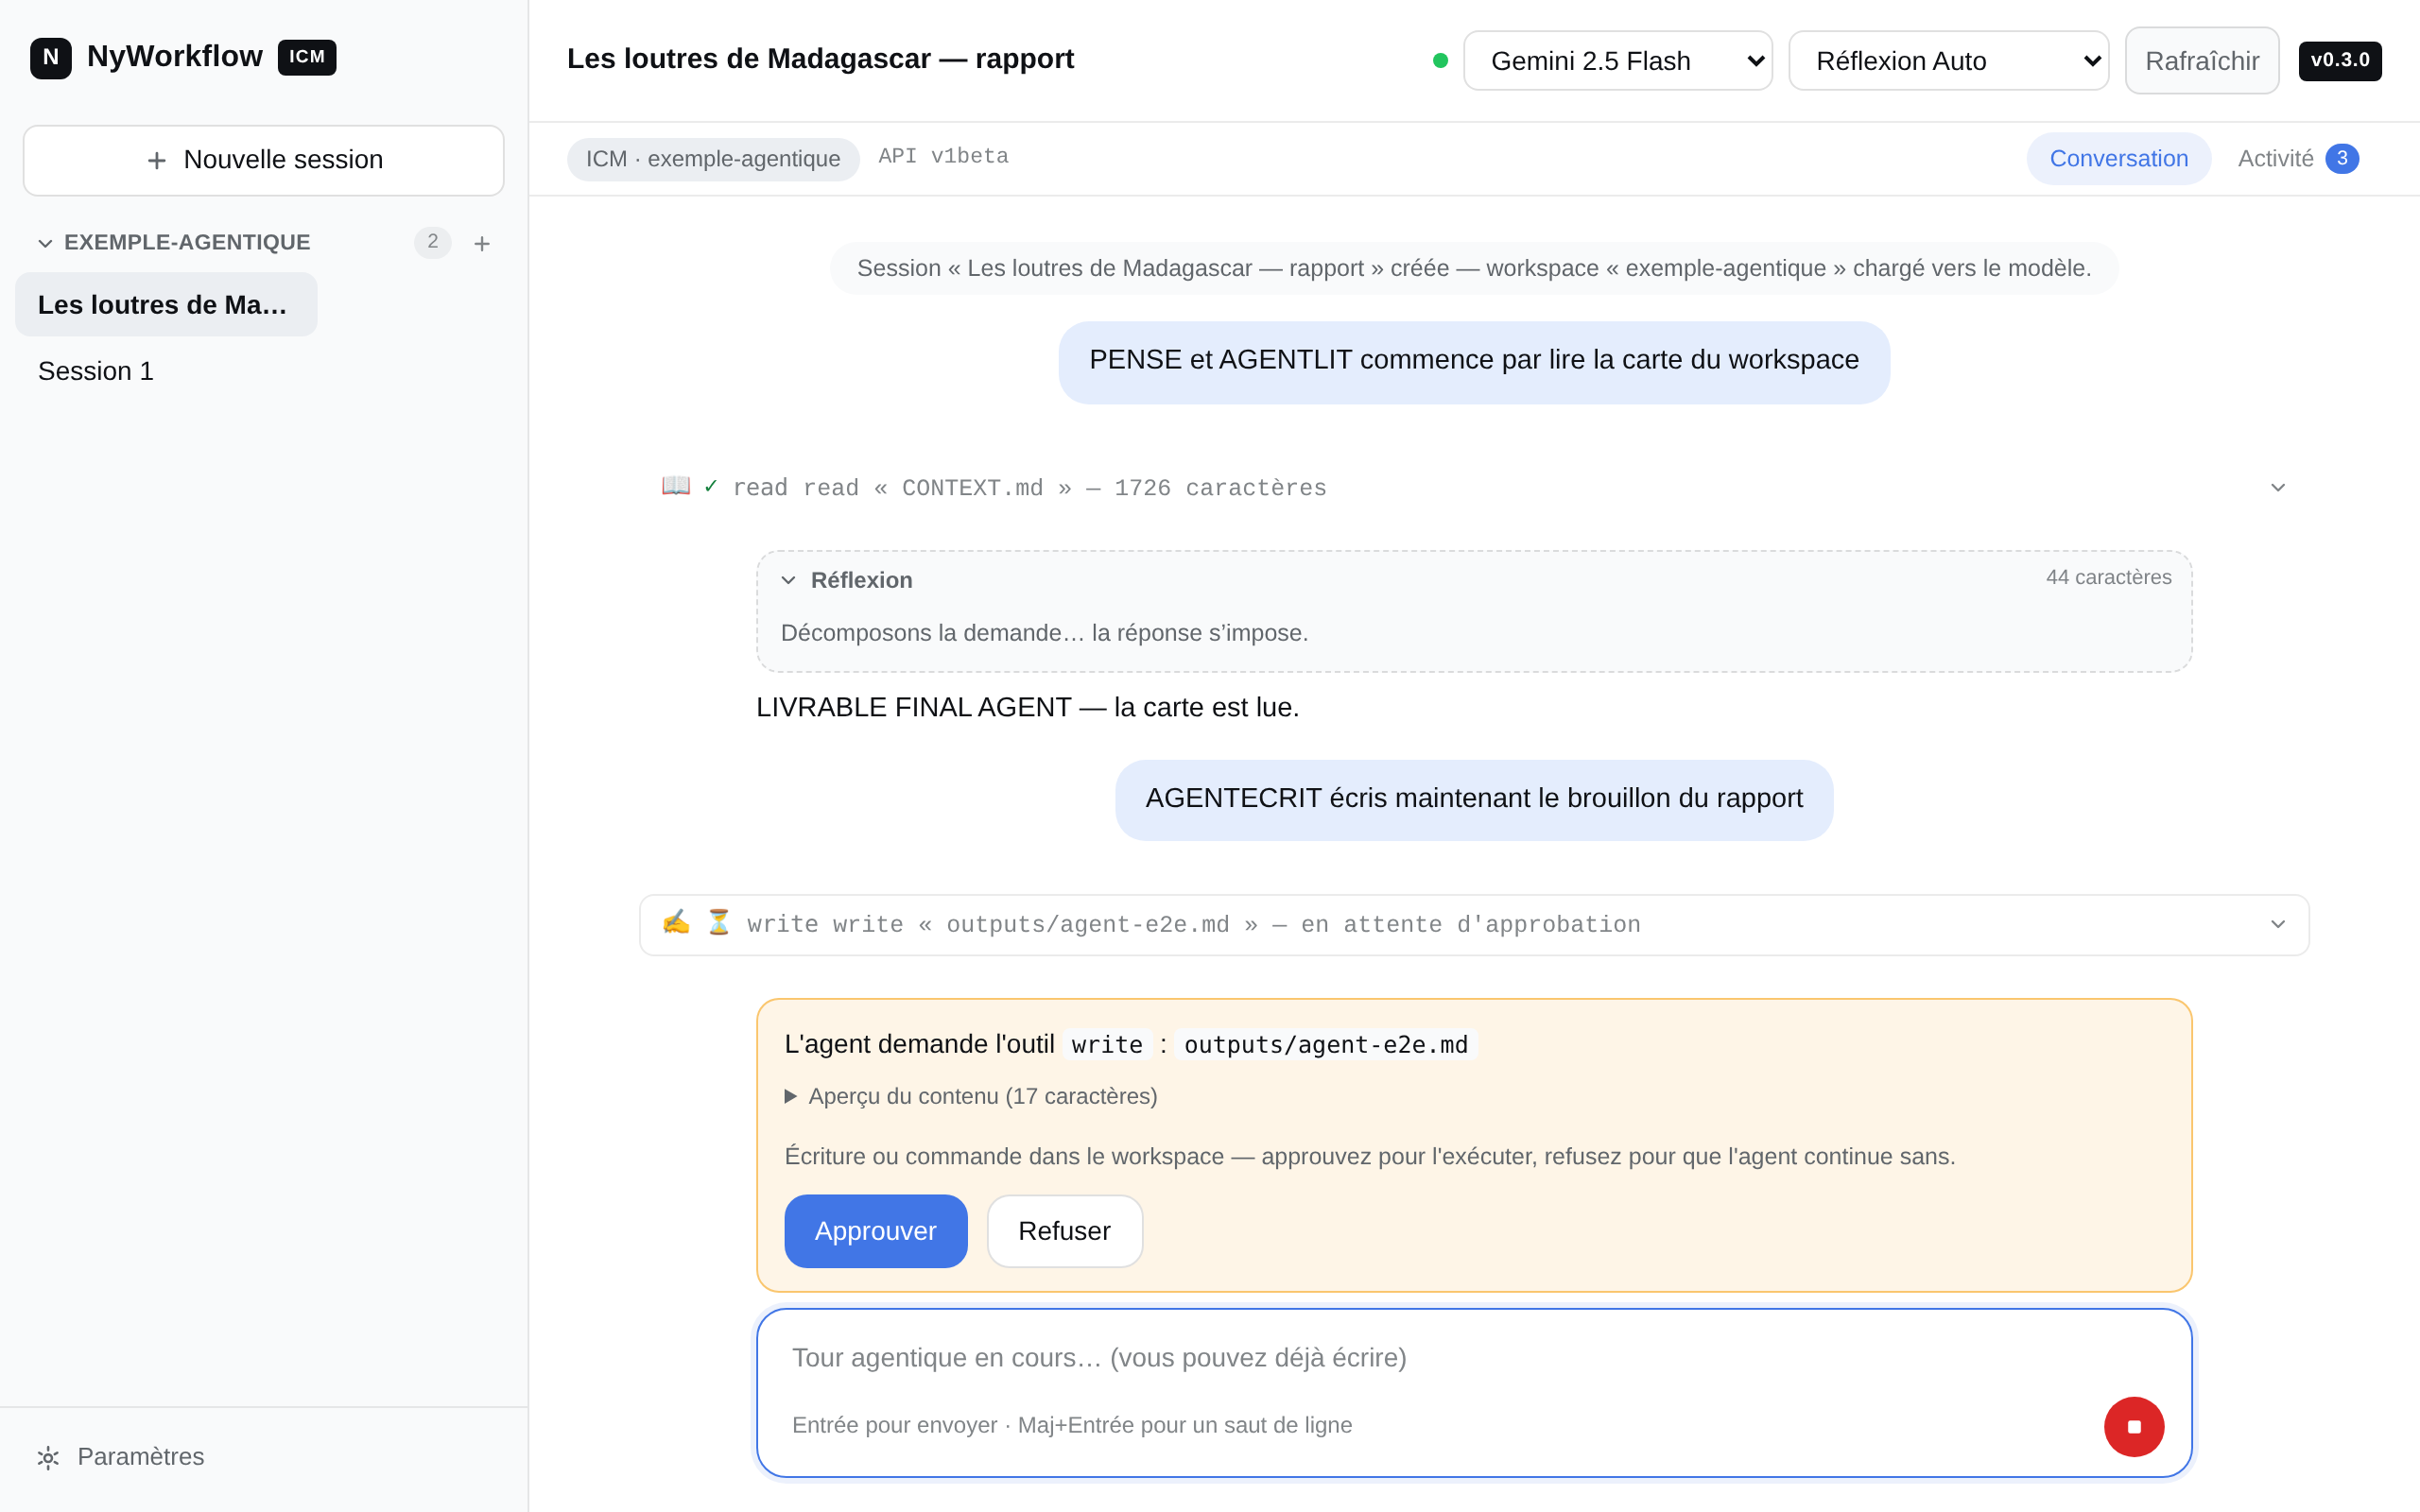 N NyWorkflow ICM
+ Nouvelle session
EXEMPLE-AGENTIQUE 2 +
Les loutres de Ma…
Session 1
Paramètres
Les loutres de Madagascar — rapport
Gemini 2.5 Flash
Réflexion Auto
Rafraîchir
v0.3.0
ICM · exemple-agentique API v1beta
Conversation
Activité 3
Session « Les loutres de Madagascar — rapport » créée — workspace « exemple-agentique » chargé vers le modèle.
PENSE et AGENTLIT commence par lire la carte du workspace
📖 ✓ read read « CONTEXT.md » — 1726 caractères
Réflexion 44 caractères
Décomposons la demande… la réponse s’impose.
LIVRABLE FINAL AGENT — la carte est lue.
AGENTECRIT écris maintenant le brouillon du rapport
✍️ ⏳ write write « outputs/agent-e2e.md » — en attente d'approbation
L'agent demande l'outil write : outputs/agent-e2e.md
▶ Aperçu du contenu (17 caractères)
Écriture ou commande dans le workspace — approuvez pour l'exécuter, refusez pour que l'agent continue sans.
Approuver Refuser
Tour agentique en cours… (vous pouvez déjà écrire)
Entrée pour envoyer · Maj+Entrée pour un saut de ligne